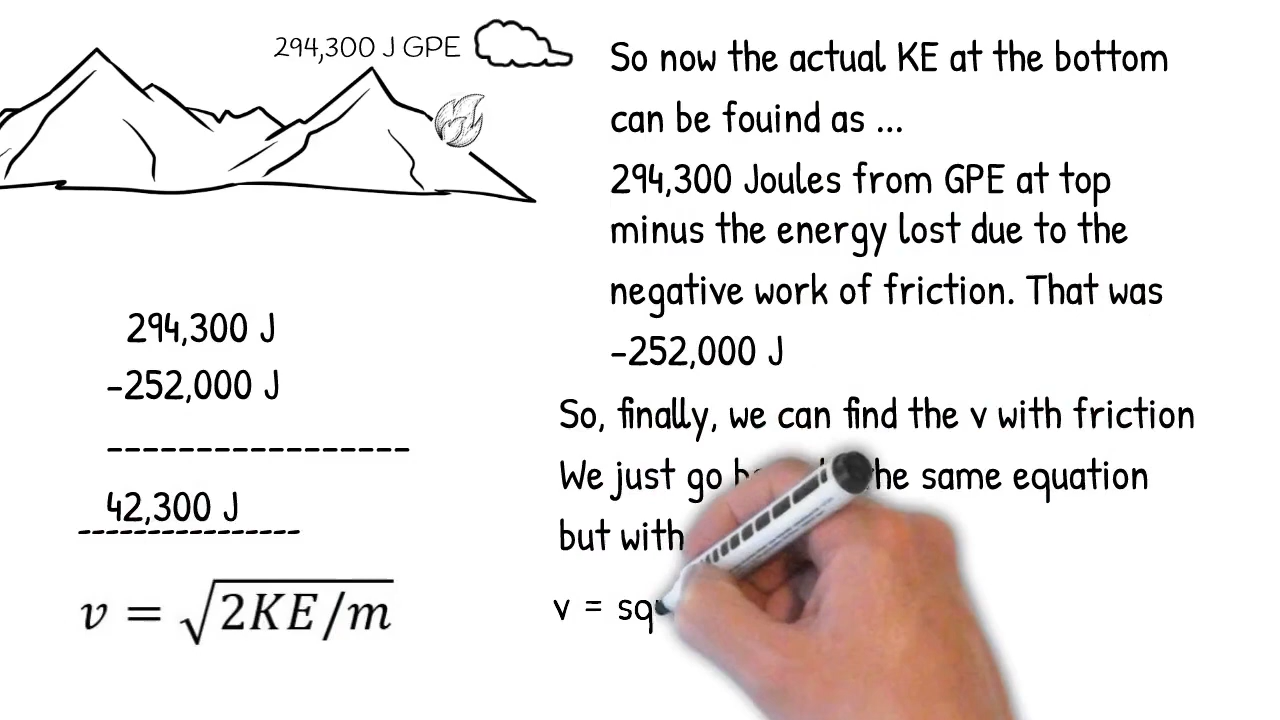 294,300 J GPE
So now the actual KE at the bottom
can be fouind as ...
294,300 Joules from GPE at top
minus the energy lost due to the
negative work of friction. That was
-252,000 J
294,300 J
-252,000 J
-----------------
42,300 J
---------------
v = √2KE/m
So, finally, we can find the v with friction
We just go the same equation
but with
v =